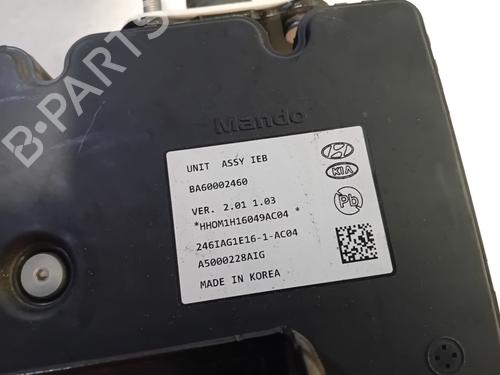 B-PARTS
Mando
UNIT ASSY IEB
BA60002460
VER. 2.01 1.03
*HHOM1H16049AC04 *
246IAG1E16-1-AC04
A5000228AIG
MADE IN KOREA
KIA
Pb